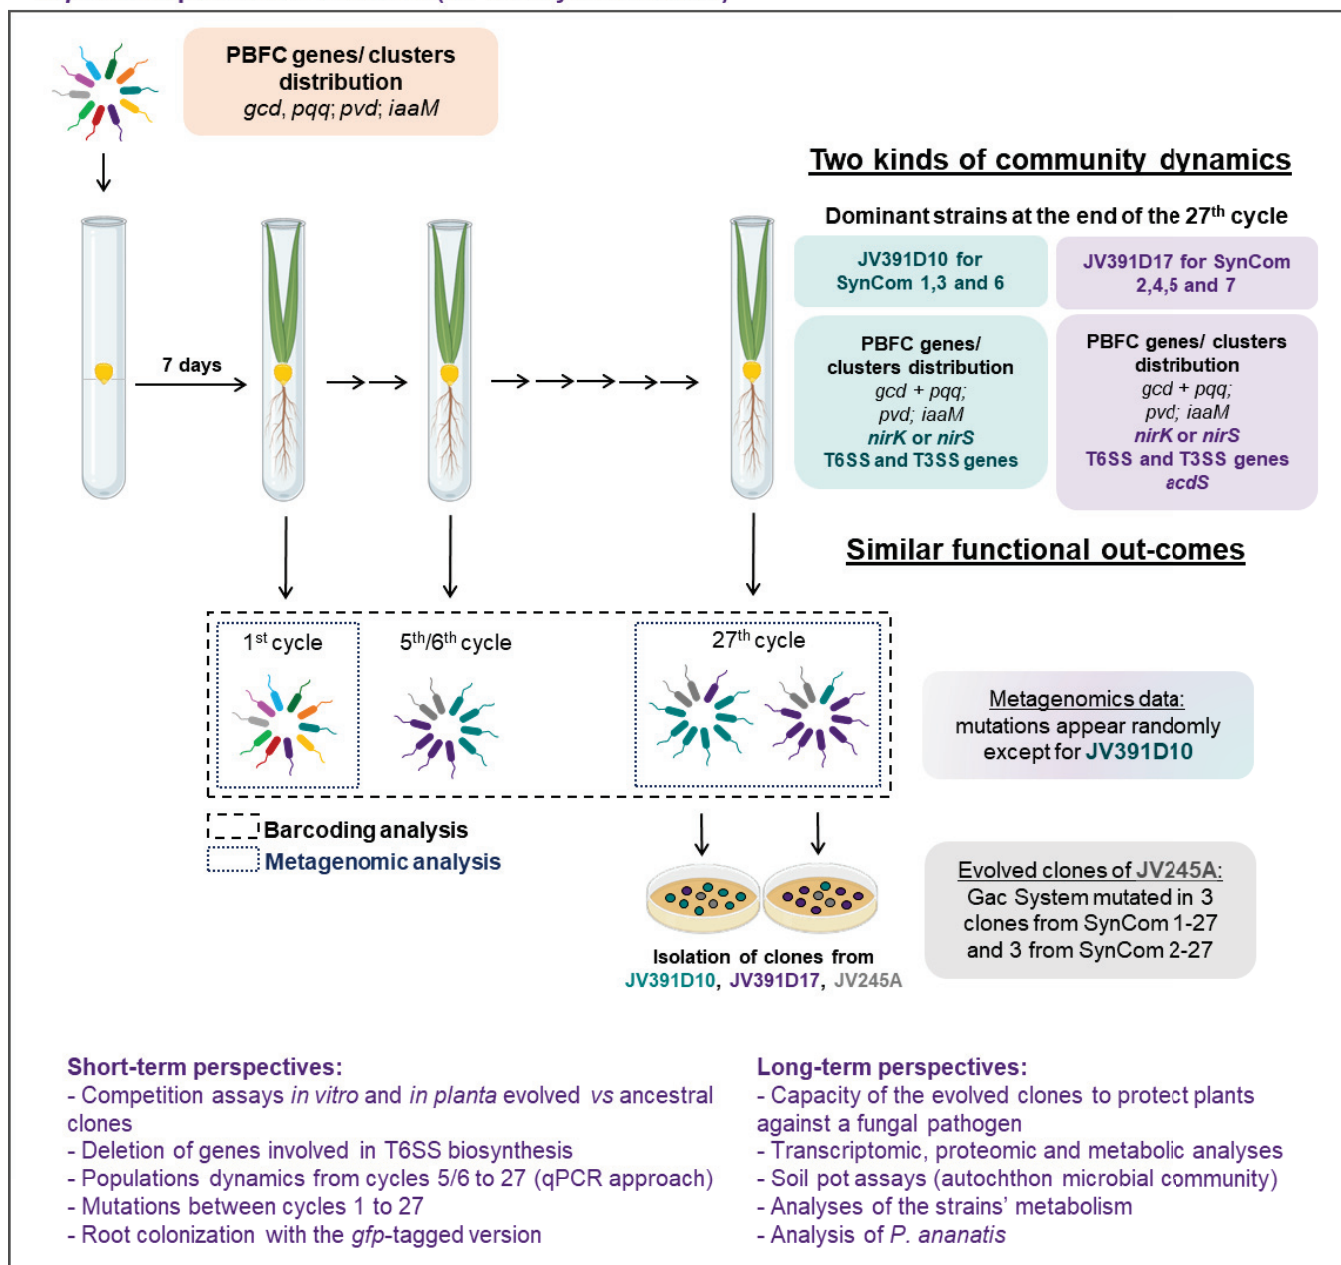 PBFC genes/ clusters
distribution
gcd, pqq; pvd; iaaM
Two kinds of community dynamics
Dominant strains at the end of the 27th cycle
JV391D10 for
SynCom 1,3 and 6
JV391D17 for SynCom
2,4,5 and 7
PBFC genes/
clusters distribution
gcd + pqq;
pvd; iaaM
nirK or nirS
T6SS and T3SS genes
PBFC genes/ clusters
distribution
gcd + pqq;
pvd; iaaM
nirK or nirS
T6SS and T3SS genes
acdS
7 days
Similar functional out-comes
1st cycle
5th/6th cycle
27th cycle
Metagenomics data:
mutations appear randomly
except for JV391D10
Barcoding analysis
Metagenomic analysis
Isolation of clones from
JV391D10, JV391D17, JV245A
Evolved clones of JV245A:
Gac System mutated in 3
clones from SynCom 1-27
and 3 from SynCom 2-27
Short-term perspectives:
- Competition assays in vitro and in planta evolved vs ancestral
clones
- Deletion of genes involved in T6SS biosynthesis
- Populations dynamics from cycles 5/6 to 27 (qPCR approach)
- Mutations between cycles 1 to 27
- Root colonization with the gfp-tagged version
Long-term perspectives:
- Capacity of the evolved clones to protect plants
against a fungal pathogen
- Transcriptomic, proteomic and metabolic analyses
- Soil pot assays (autochthon microbial community)
- Analyses of the strains' metabolism
- Analysis of P. ananatis